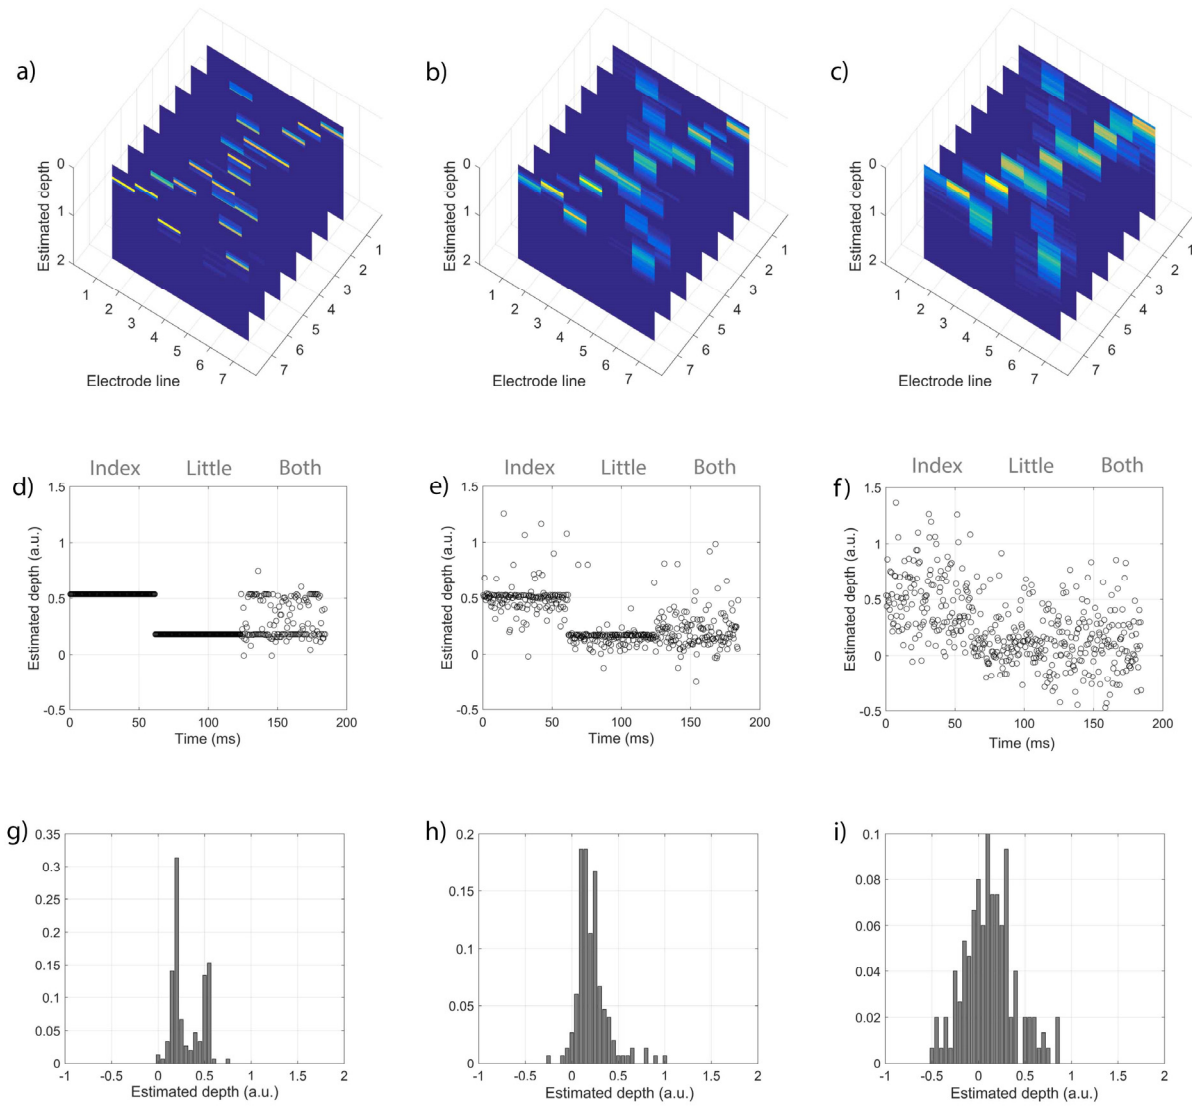 a)
b)
c)
Estimated cepth
0
1
2
1
2
3
4
5
6
7
1
2
3
4
5
6
7
Electrode line
Estimated cepth
0
1
2
1
2
3
4
5
6
7
1
2
3
4
5
6
7
Electrode line
Estimated cepth
0
1
2
1
2
3
4
5
6
7
1
2
3
4
5
6
7
Electrode line
d)
Index Little Both
Estimated depth (a.u.)
1.5
1
0.5
0
-0.5
0 50 100 150 200
Time (ms)
e)
Index Little Both
Estimated depth (a.u.)
1.5
1
0.5
0
-0.5
0 50 100 150 200
Time (ms)
f)
Index Little Both
Estimated depth (a.u.)
1.5
1
0.5
0
-0.5
0 50 100 150 200
Time (ms)
g)
0.35
0.3
0.25
0.2
0.15
0.1
0.05
0
-1 -0.5 0 0.5 1 1.5 2
Estimated depth (a.u.)
h)
0.2
0.15
0.1
0.05
0
-1 -0.5 0 0.5 1 1.5 2
Estimated depth (a.u.)
i)
0.1
0.08
0.06
0.04
0.02
0
-1 -0.5 0 0.5 1 1.5 2
Estimated depth (a.u.)